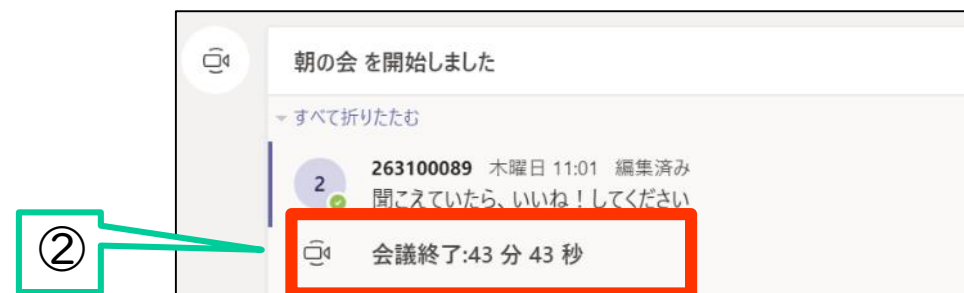 朝の会 を開始しました
すべて折りたたむ
263100089 木曜日 11:01 編集済み
2
聞こえていたら、いいね！してください
②
会議終了:43 分 43 秒